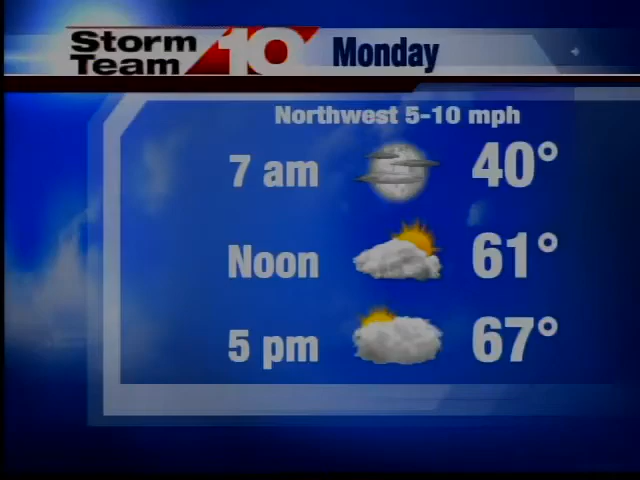 Storm
Team 10 Monday
Northwest 5-10 mph
7 am 40°
Noon 61°
5 pm 67°